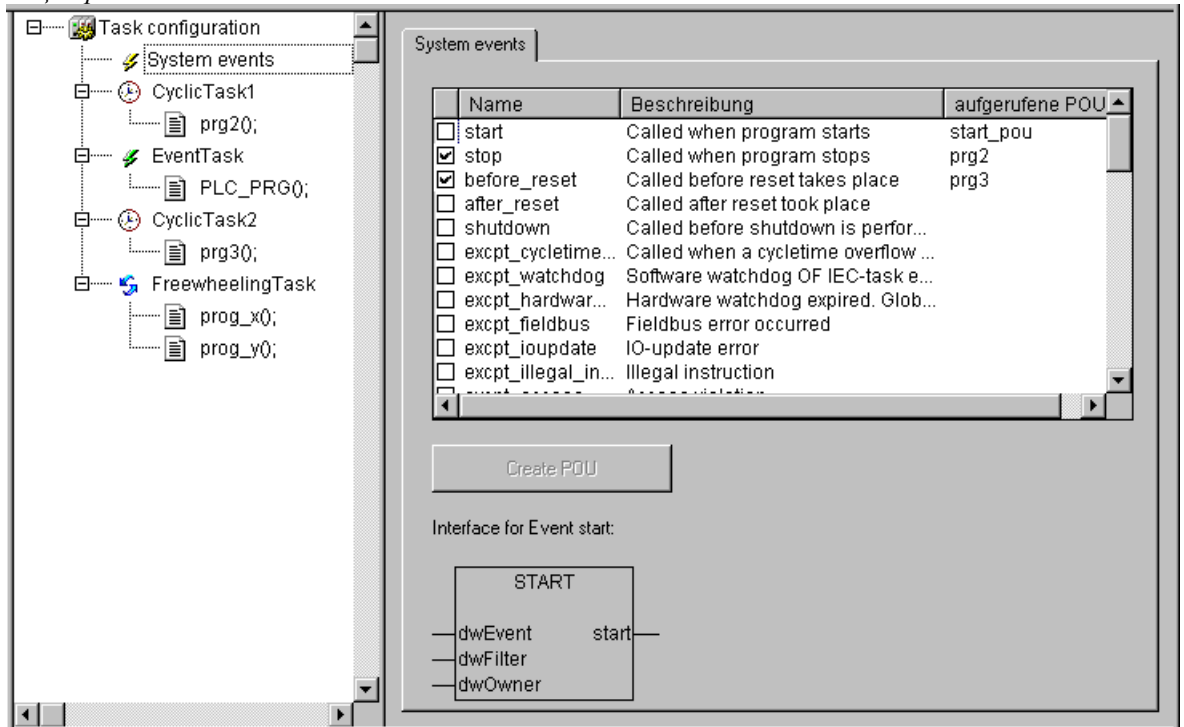 Task configuration
System events
CyclicTask1
prg2();
EventTask
PLC_PRG();
CyclicTask2
prg3();
FreewheelingTask
prog_x();
prog_y();
System events
Name Beschreibung aufgerufene POU
start Called when program starts start_pou
stop Called when program stops prg2
before_reset Called before reset takes place prg3
after_reset Called after reset took place
shutdown Called before shutdown is perfor...
excpt_cycletime... Called when a cycletime overflow ...
excpt_watchdog Software watchdog OF IEC-task e...
excpt_hardwar... Hardware watchdog expired. Glob...
excpt_fieldbus Fieldbus error occurred
excpt_ioupdate IO-update error
excpt_illegal_in... Illegal instruction
Create POU
Interface for Event start:
START
dwEvent start
dwFilter
dwOwner